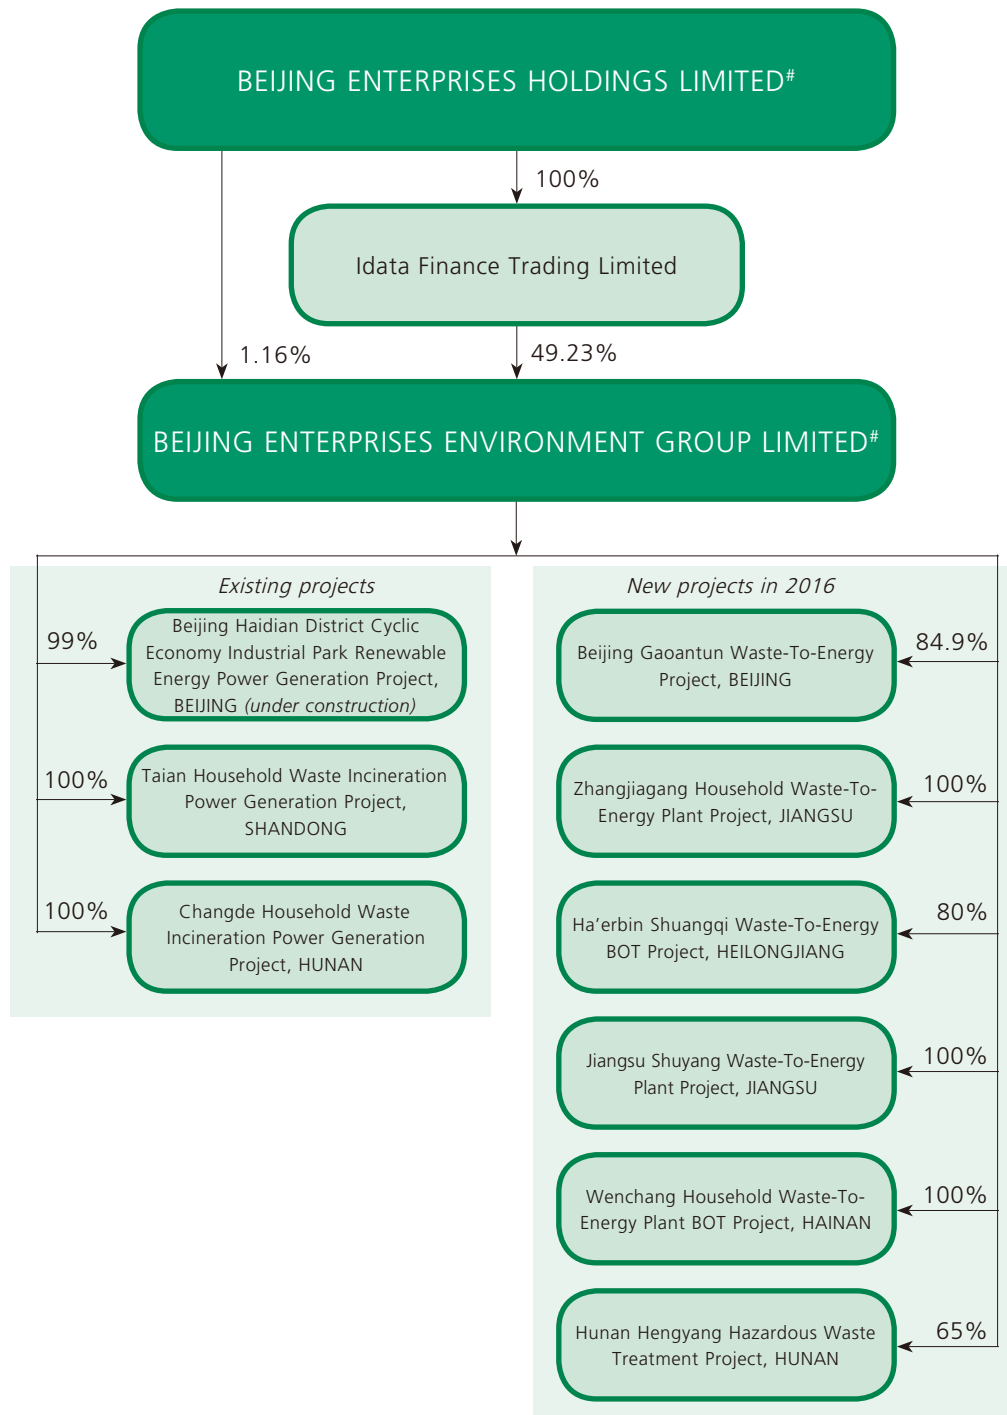 BEIJING ENTERPRISES HOLDINGS LIMITED#
100%
Idata Finance Trading Limited
1.16%
49.23%
BEIJING ENTERPRISES ENVIRONMENT GROUP LIMITED#
Existing projects
99%
Beijing Haidian District Cyclic
Economy Industrial Park Renewable
Energy Power Generation Project,
BEIJING (under construction)
100%
Taian Household Waste Incineration
Power Generation Project,
SHANDONG
100%
Changde Household Waste
Incineration Power Generation
Project, HUNAN
New projects in 2016
Beijing Gaoantun Waste-To-Energy
Project, BEIJING
84.9%
Zhangjiagang Household Waste-To-
Energy Plant Project, JIANGSU
100%
Ha’erbin Shuangqi Waste-To-Energy
BOT Project, HEILONGJIANG
80%
Jiangsu Shuyang Waste-To-Energy
Plant Project, JIANGSU
100%
Wenchang Household Waste-To-
Energy Plant BOT Project, HAINAN
100%
Hunan Hengyang Hazardous Waste
Treatment Project, HUNAN
65%